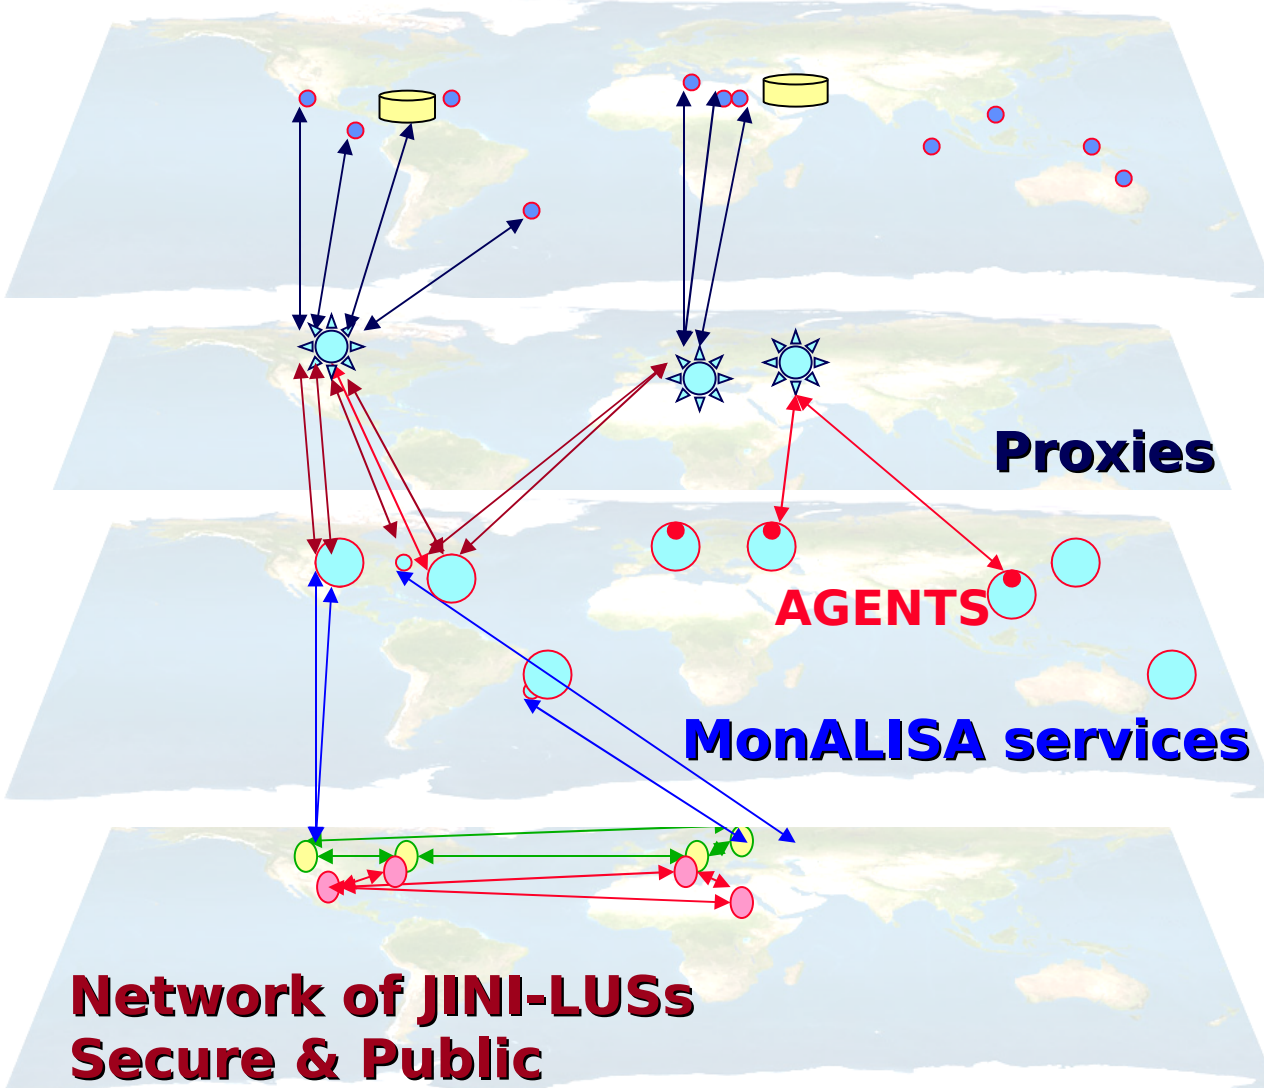 Proxies
AGENTS
MonALISA services
Network of JINI-LUSs
Secure & Public